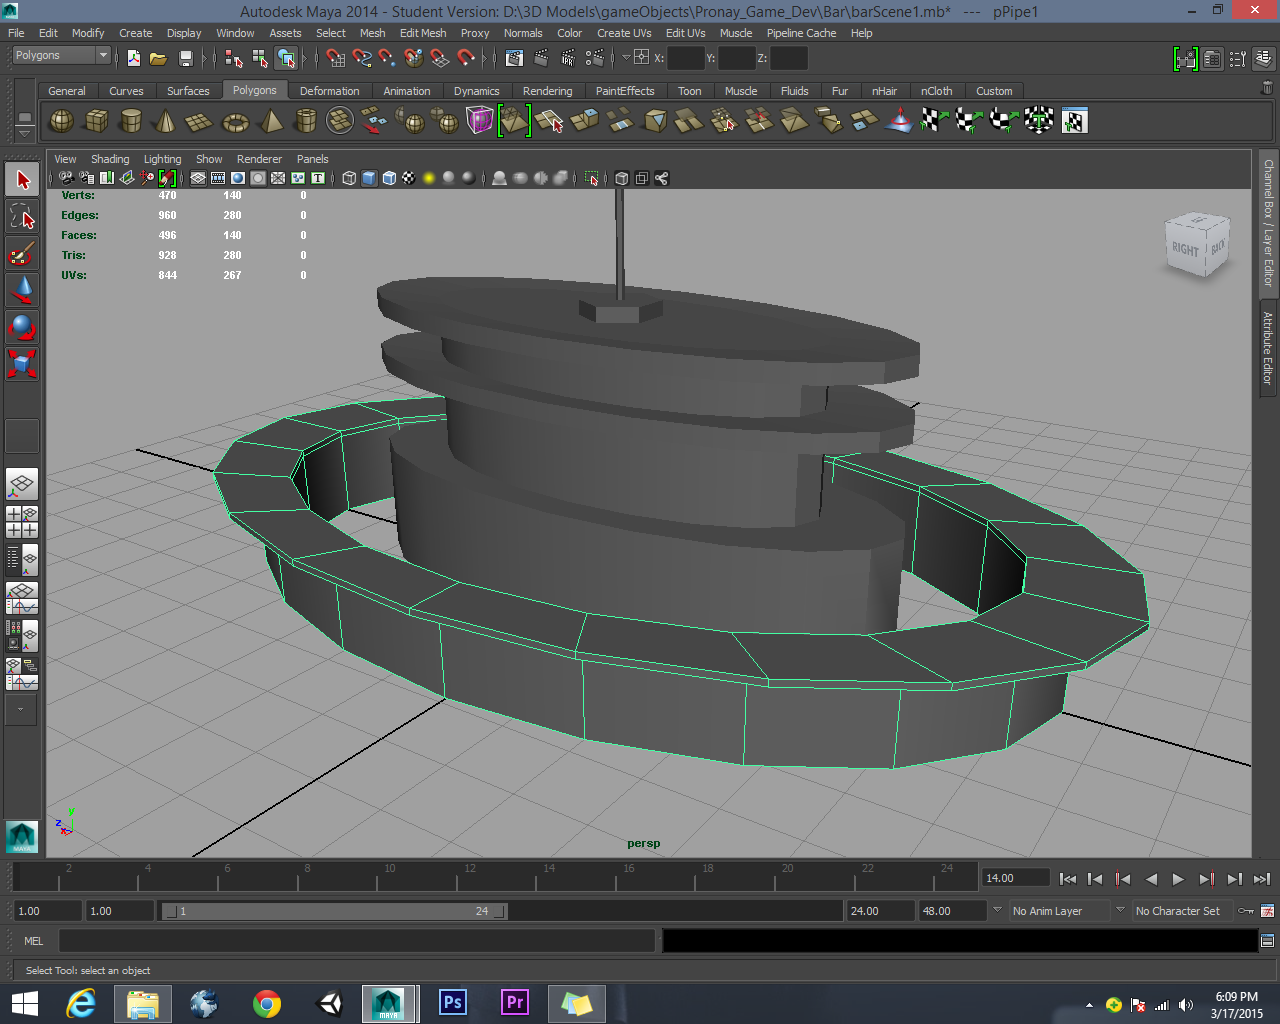 Autodesk Maya 2014 - Student Version: D:\3D Models\gameObjects\Ponay_Game_Dev\Bar\barScene1.mb* --- pPipe1
File Edit Modify Create Display Window Assets Select Mesh Edit Mesh Proxy Normals Color Create UVs Edit UVs Muscle Pipeline Cache Help
Polygons X: Y: Z:
General Curves Surfaces Polygons Deformation Animation Dynamics Rendering PaintEffects Toon Muscle Fluids Fur nHair nCloth Custom
View Shading Lighting Show Renderer Panels
Verts: 470 140 0
Edges: 960 280 0
Faces: 496 140 0
Tris: 928 280 0
UVs: 844 267 0
RIGHT BACK
Channel Box / Layer Editor
Attribute Editor
y
z
x
persp
MAYA
2 4 6 8 10 12 14 16 18 20 22 24 14.00
1.00 1.00 1 24 24.00 48.00 No Anim Layer No Character Set
MEL
Select Tool: select an object
MAYA Ps Pr
6:09 PM
3/17/2015